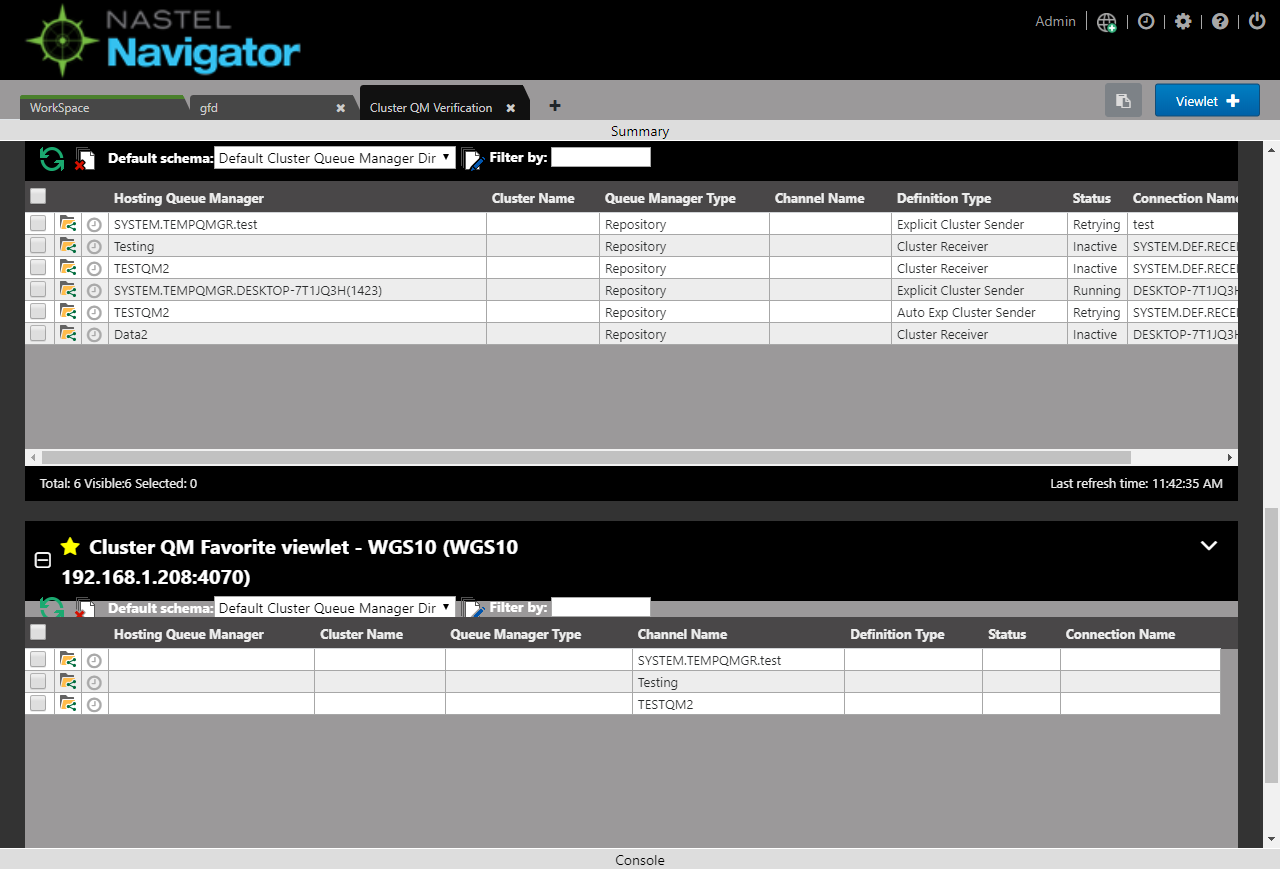 NASTEL
Navigator
Admin
WorkSpace
gfd
Cluster QM Verification
Viewlet
Summary
Default schema: Default Cluster Queue Manager Dir Filter by:
Hosting Queue Manager Cluster Name Queue Manager Type Channel Name Definition Type Status Connection Name
SYSTEM.TEMPQMGR.test Repository Explicit Cluster Sender Retrying test
Testing Repository Cluster Receiver Inactive SYSTEM.DEF.RECE
TESTQM2 Repository Cluster Receiver Inactive SYSTEM.DEF.RECE
SYSTEM.TEMPQMGR.DESKTOP-7T1JQ3H(1423) Repository Explicit Cluster Sender Running DESKTOP-7T1JQ3H
TESTQM2 Repository Auto Exp Cluster Sender Retrying SYSTEM.DEF.RECE
Data2 Repository Cluster Receiver Inactive DESKTOP-7T1JQ3H
Total: 6 Visible:6 Selected: 0 Last refresh time: 11:42:35 AM
Cluster QM Favorite viewlet - WGS10 (WGS10
192.168.1.208:4070)
Default schema: Default Cluster Queue Manager Dir Filter by:
Hosting Queue Manager Cluster Name Queue Manager Type Channel Name Definition Type Status Connection Name
SYSTEM.TEMPQMGR.test
Testing
TESTQM2
Console